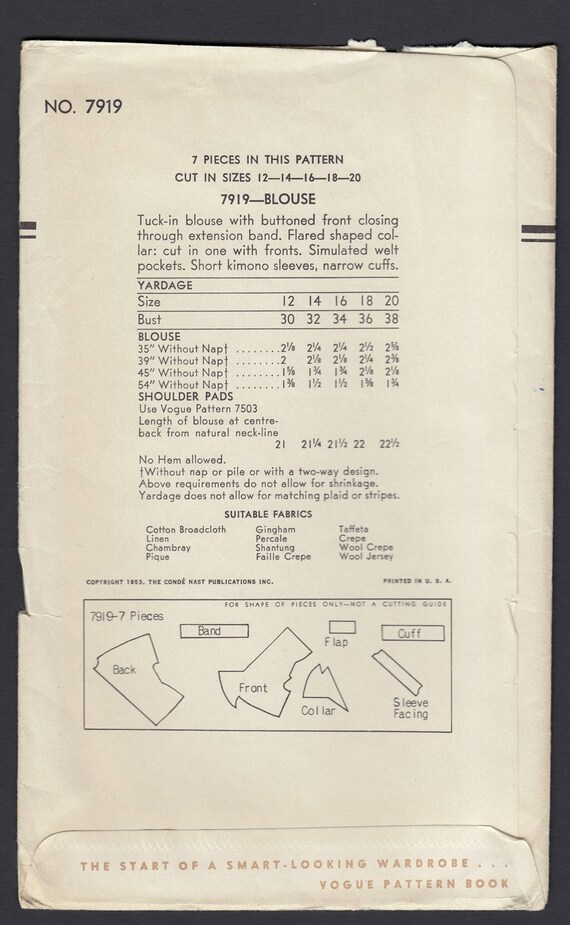 NO. 7919
7 PIECES IN THIS PATTERN
CUT IN SIZES 12—14—16—18—20
7919—BLOUSE
Tuck-in blouse with buttoned front closing
through extension band. Flared shaped col-
lar: cut in one with fronts. Simulated welt
pockets. Short kimono sleeves, narrow cuffs.
YARDAGE
Size 12 14 16 18 20
Bust 30 32 34 36 38
BLOUSE
35" Without Nap† ........2⅛ 2¼ 2¼ 2½ 2⅝
39" Without Nap† ........2 2⅛ 2⅛ 2¼ 2⅜
45" Without Nap† ........1⅝ 1¾ 1¾ 2⅛ 2⅛
54" Without Nap† ........1⅜ 1½ 1½ 1⅝ 1¾
SHOULDER PADS
Use Vogue Pattern 7503
Length of blouse at centre-
back from natural neck-line
21 21¼ 21½ 22 22½
No Hem allowed.
†Without nap or pile or with a two-way design.
Above requirements do not allow for shrinkage.
Yardage does not allow for matching plaid or stripes.
SUITABLE FABRICS
Cotton Broadcloth Gingham Taffeta
Linen Percale Crepe
Chambray Shantung Wool Crepe
Pique Faille Crepe Wool Jersey
COPYRIGHT 1953, THE CONDÉ NAST PUBLICATIONS INC. PRINTED IN U. S. A.
FOR SHAPE OF PIECES ONLY—NOT A CUTTING GUIDE
7919-7 Pieces
Band
Flap
Cuff
Back
Front
Collar
Sleeve
Facing
THE START OF A SMART-LOOKING WARDROBE . . .
VOGUE PATTERN BOOK